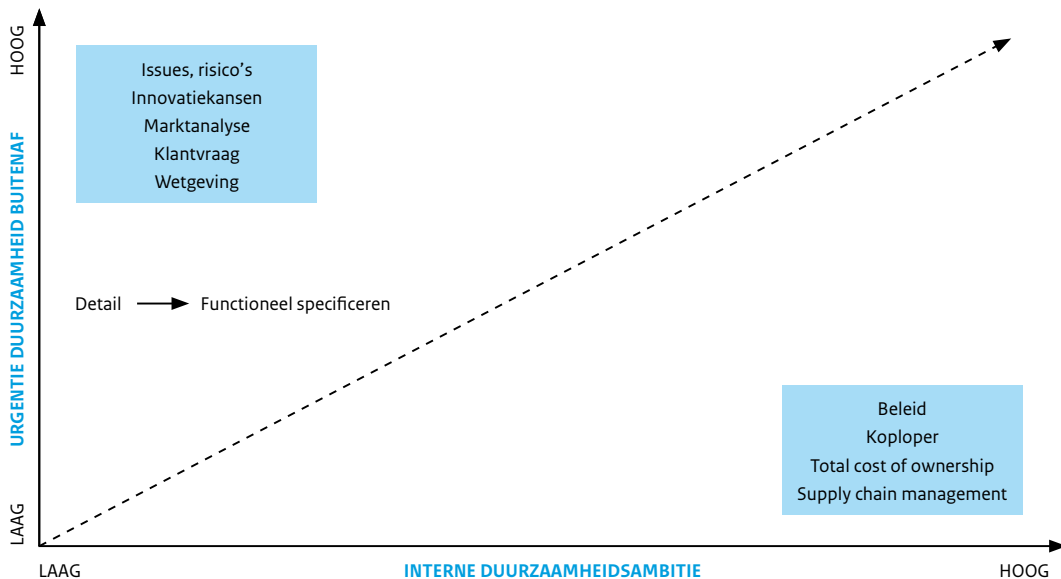 HOOG
URGENTIE DUURZAAMHEID BUITENAF
LAAG
Issues, risico's
Innovatiekansen
Marktanalyse
Klantvraag
Wetgeving
Detail
Functioneel specificeren
Beleid
Koploper
Total cost of ownership
Supply chain management
LAAG
INTERNE DUURZAAMHEIDSAMBITIE
HOOG